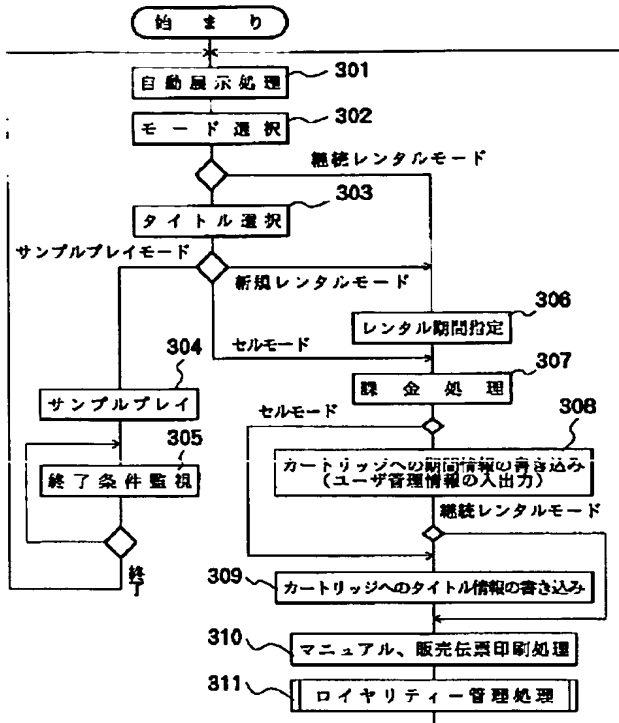 始まり
自動展示処理
301
モード選択
302
継続レンタルモード
303
タイトル選択
サンプルプレイモード
新規レンタルモード
306
レンタル期間指定
セルモード
307
課金処理
304
サンプルプレイ
セルモード
308
305
カートリッジへの期間情報の書き込み
(ユーザ管理情報の入出力)
終了条件監視
継続レンタルモード
終了
309
カートリッジへのタイトル情報の書き込み
310
マニュアル、販売伝票印刷処理
311
ロイヤリティー管理処理